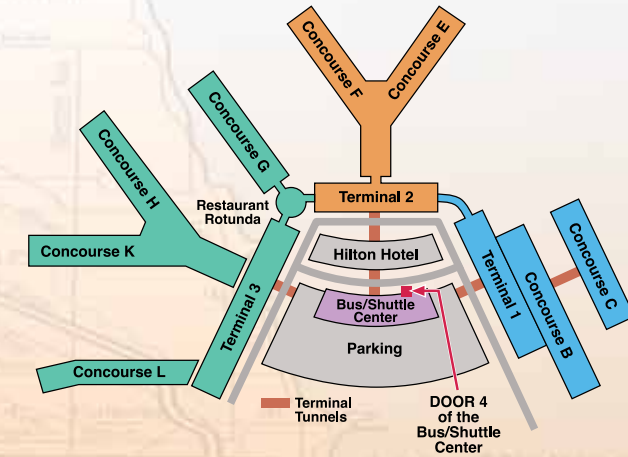 Concourse F
Concourse E
Concourse G
Concourse H
Restaurant
Rotunda
Terminal 2
Concourse K
Hilton Hotel
Terminal 3
Bus/Shuttle
Center
Terminal 1
Concourse B
Concourse C
Parking
Concourse L
Terminal
Tunnels
DOOR 4
of the
Bus/Shuttle
Center